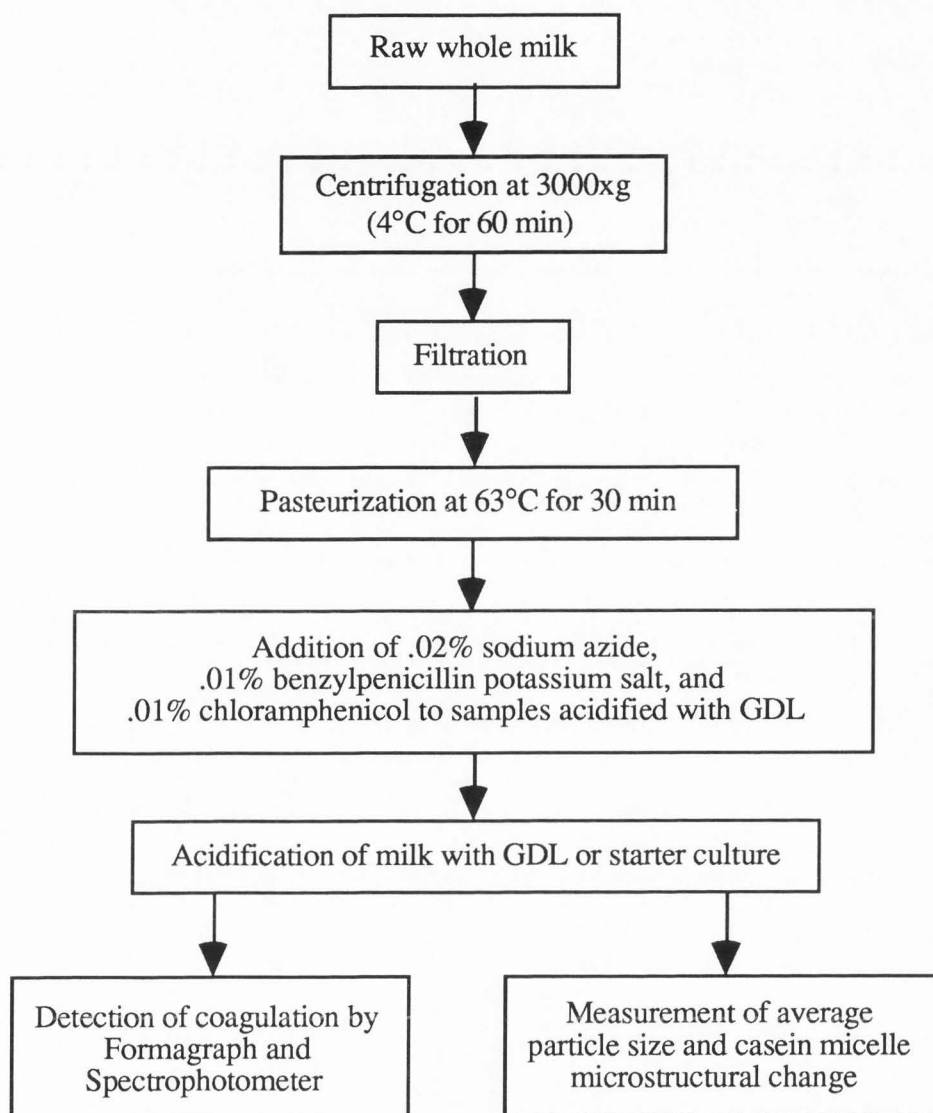 Raw whole milk
Centrifugation at 3000xg
(4°C for 60 min)
Filtration
Pasteurization at 63°C for 30 min
Addition of .02% sodium azide,
.01% benzylpenicillin potassium salt, and
.01% chloramphenicol to samples acidified with GDL
Acidification of milk with GDL or starter culture
Detection of coagulation by
Formagraph and
Spectrophotometer
Measurement of average
particle size and casein micelle
microstructural change